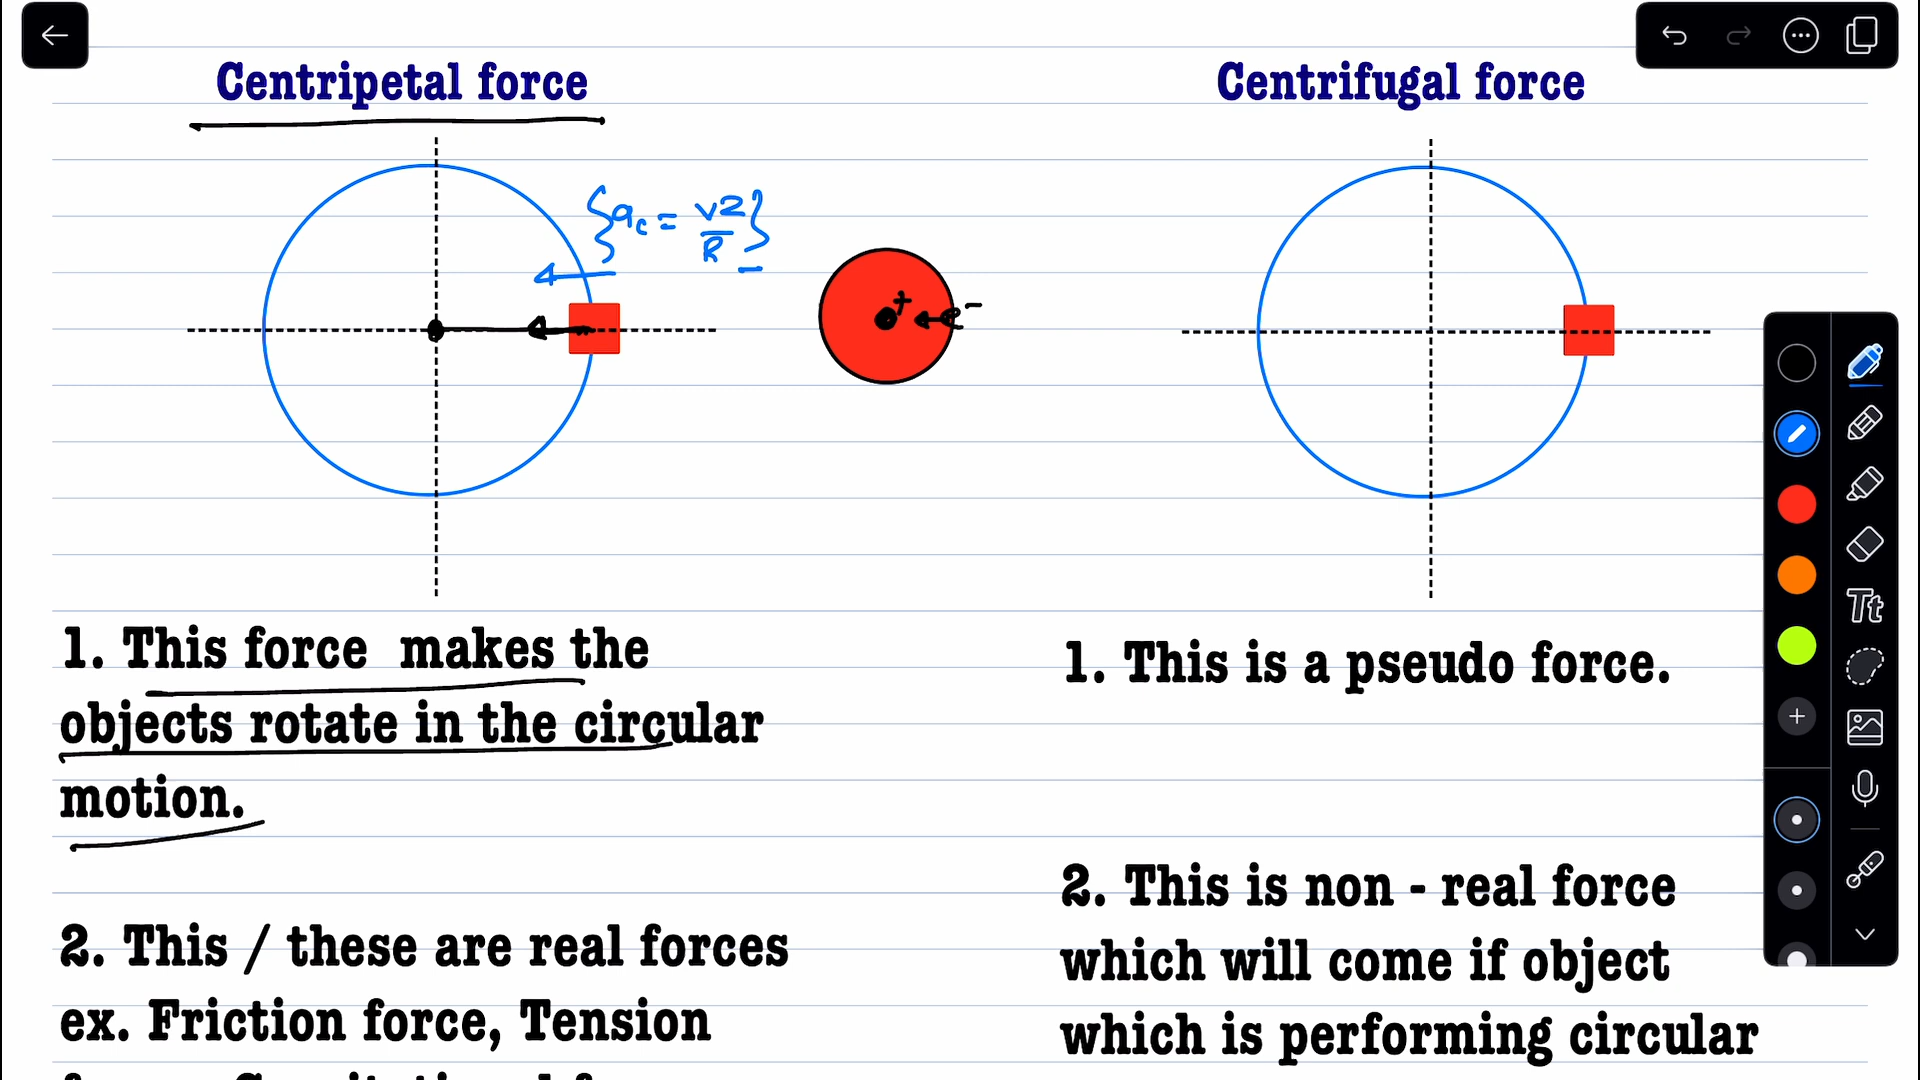 Centripetal force
Centrifugal force
{a_c = v2/R}
+
e-
1. This force makes the
objects rotate in the circular
motion.
2. This / these are real forces
ex. Friction force, Tension
1. This is a pseudo force.
2. This is non - real force
which will come if object
which is performing circular
Tt